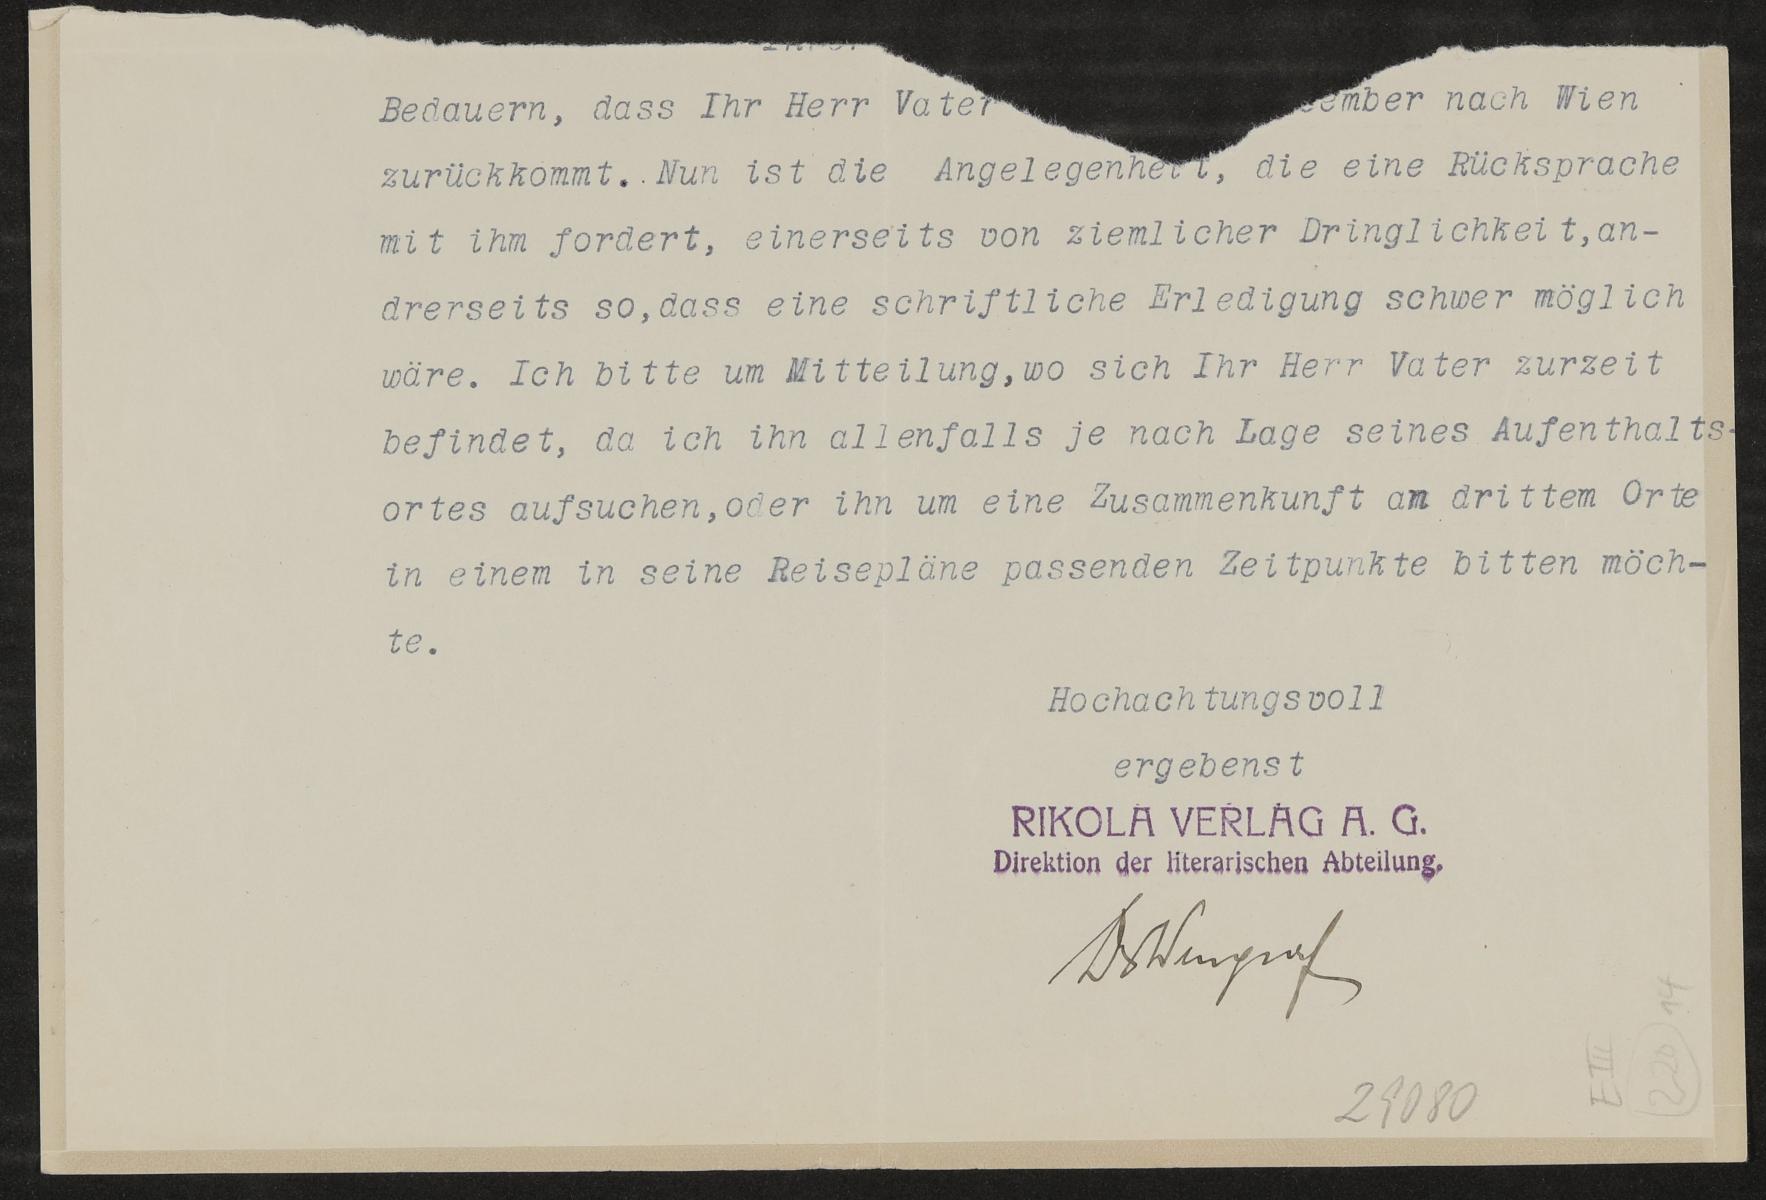 Bedauern, dass Ihr Herr Vater ember nach Wien
zurückkommt. Nun ist die Angelegenheit, die eine Rücksprache
mit ihm fordert, einerseits von ziemlicher Dringlichkeit,an-
drerseits so,dass eine schriftliche Erledigung schwer möglich
wäre. Ich bitte um Mitteilung,wo sich Ihr Herr Vater zurzeit
befindet, da ich ihn allenfalls je nach Lage seines Aufenthalts-
ortes aufsuchen,oder ihn um eine Zusammenkunft an drittem Orte
in einem in seine Reisepläne passenden Zeitpunkte bitten möch-
te.
Hochachtungsvoll
ergebenst
RIKOLA VERLAG A. G.
Direktion der literarischen Abteilung.
29080
E III
220 14